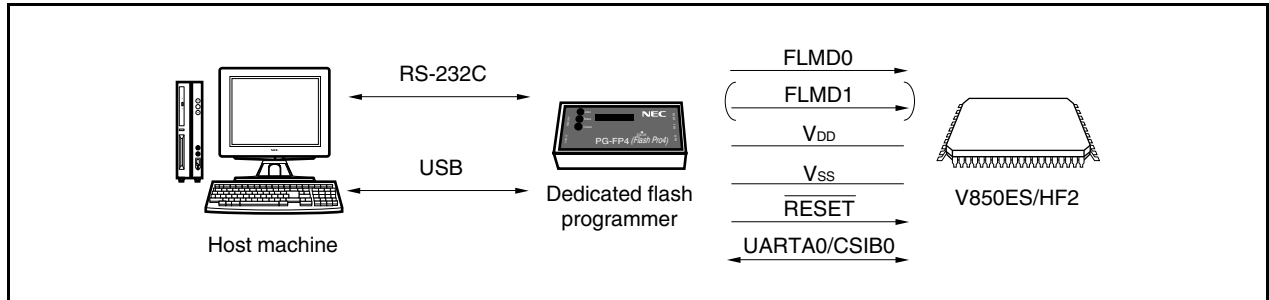 RS-232C
USB
Host machine
NEC
PG-FP4 (Flash Pro4)
Dedicated flash
programmer
FLMD0
(FLMD1)
VDD
VSS
RESET
UARTA0/CSIB0
V850ES/HF2